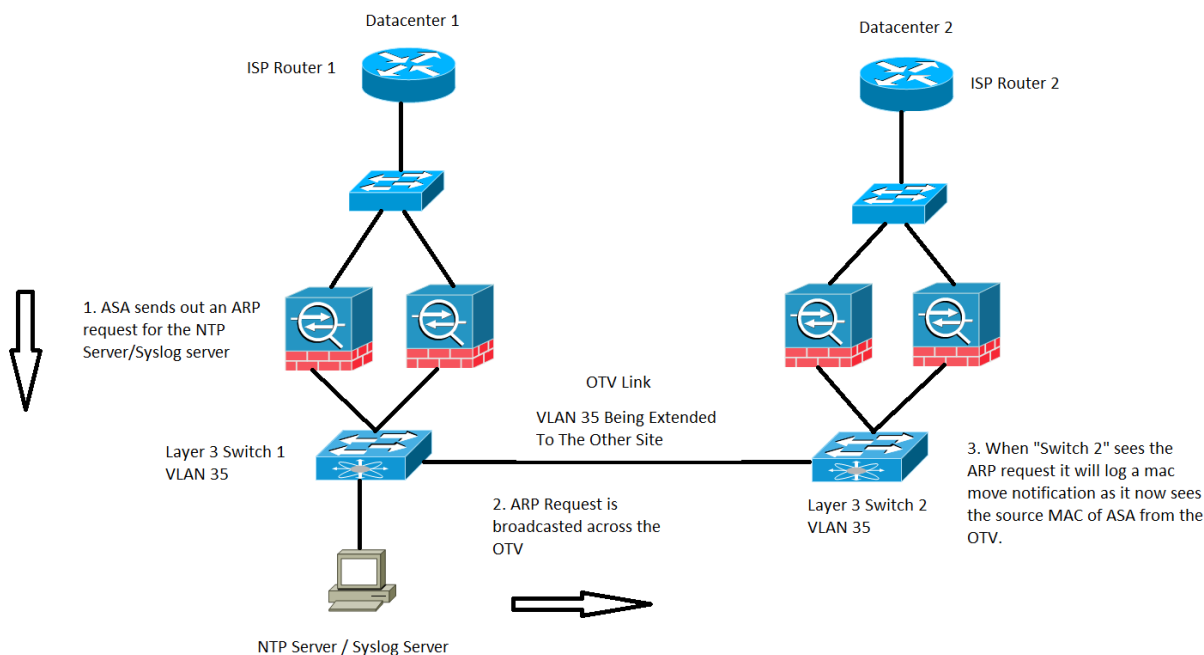 Datacenter 1
Datacenter 2
ISP Router 1
ISP Router 2
1. ASA sends out an ARP
request for the NTP
Server/Syslog server
OTV Link
VLAN 35 Being Extended
To The Other Site
Layer 3 Switch 1
VLAN 35
2. ARP Request is
broadcasted across the
OTV
Layer 3 Switch 2
VLAN 35
3. When "Switch 2" sees the
ARP request it will log a mac
move notification as it now sees
the source MAC of ASA from the
OTV.
NTP Server / Syslog Server